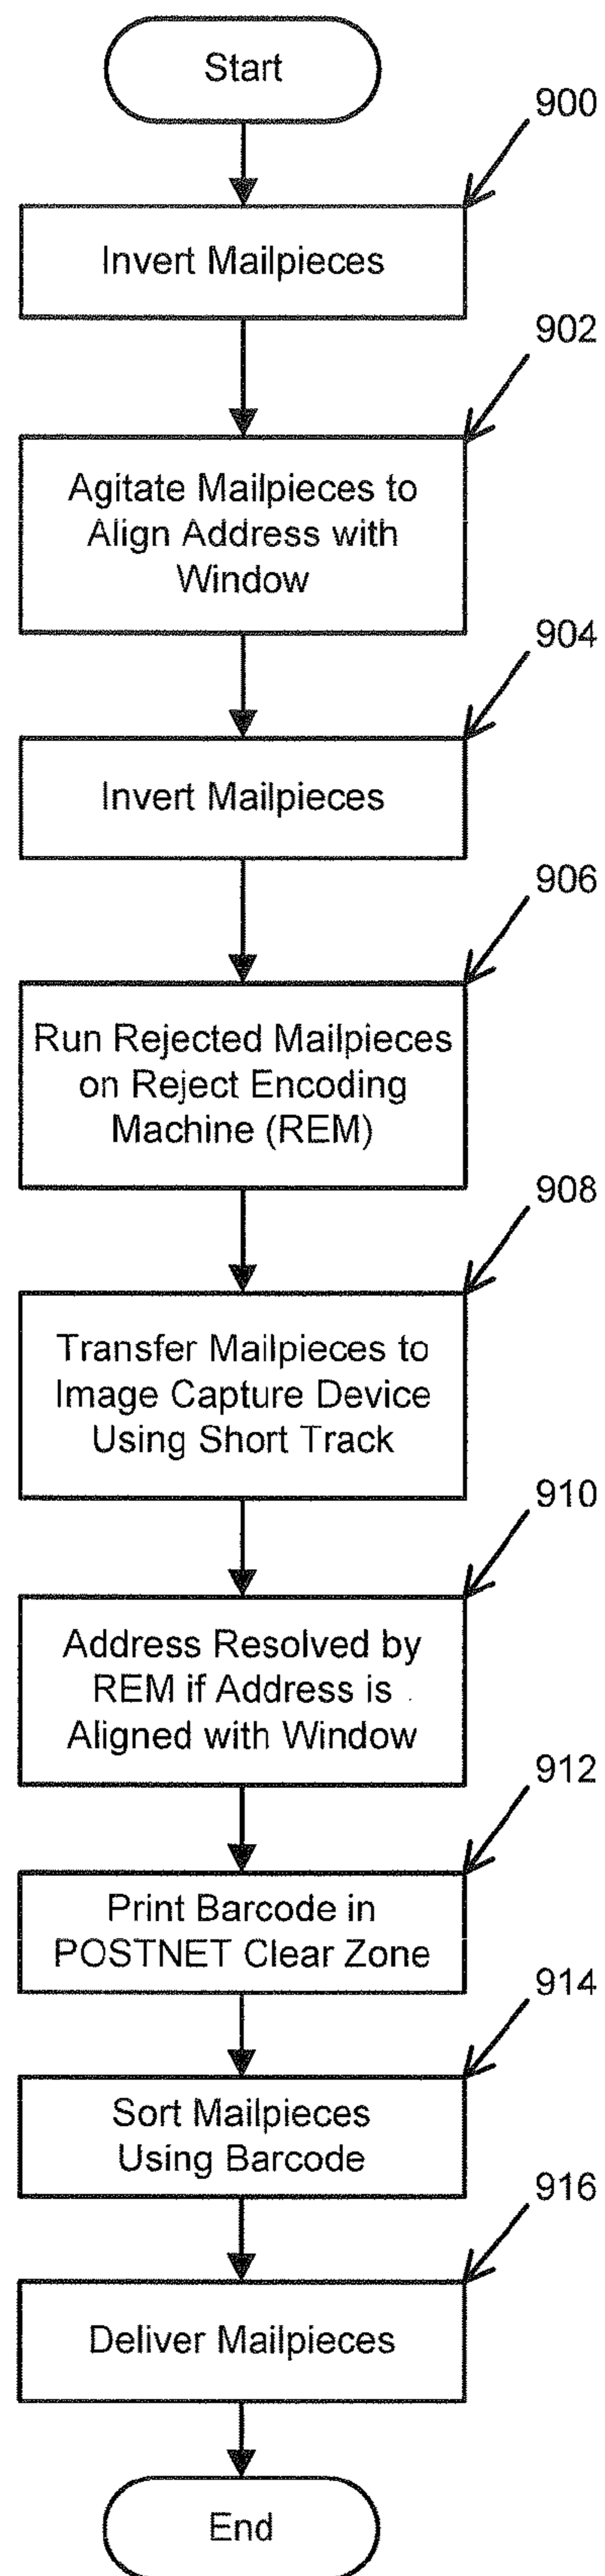 Start
900
Invert Mailpieces
902
Agitate Mailpieces to
Align Address with
Window
904
Invert Mailpieces
906
Run Rejected Mailpieces
on Reject Encoding
Machine (REM)
908
Transfer Mailpieces to
Image Capture Device
Using Short Track
910
Address Resolved by
REM if Address is
Aligned with Window
912
Print Barcode in
POSTNET Clear Zone
914
Sort Mailpieces
Using Barcode
916
Deliver Mailpieces
End